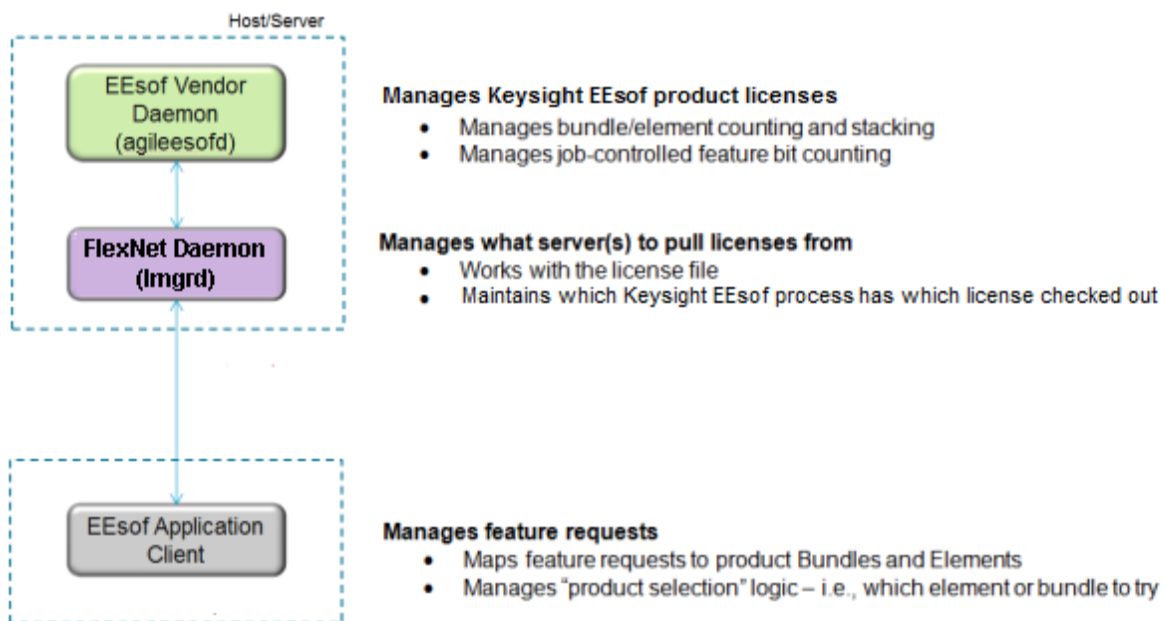 Host/Server
EEsof Vendor
Daemon
(agileesofd)
Manages Keysight EEsof product licenses
• Manages bundle/element counting and stacking
• Manages job-controlled feature bit counting
FlexNet Daemon
(lmgrd)
Manages what server(s) to pull licenses from
• Works with the license file
• Maintains which Keysight EEsof process has which license checked out
EEsof Application
Client
Manages feature requests
• Maps feature requests to product Bundles and Elements
• Manages “product selection” logic – i.e., which element or bundle to try